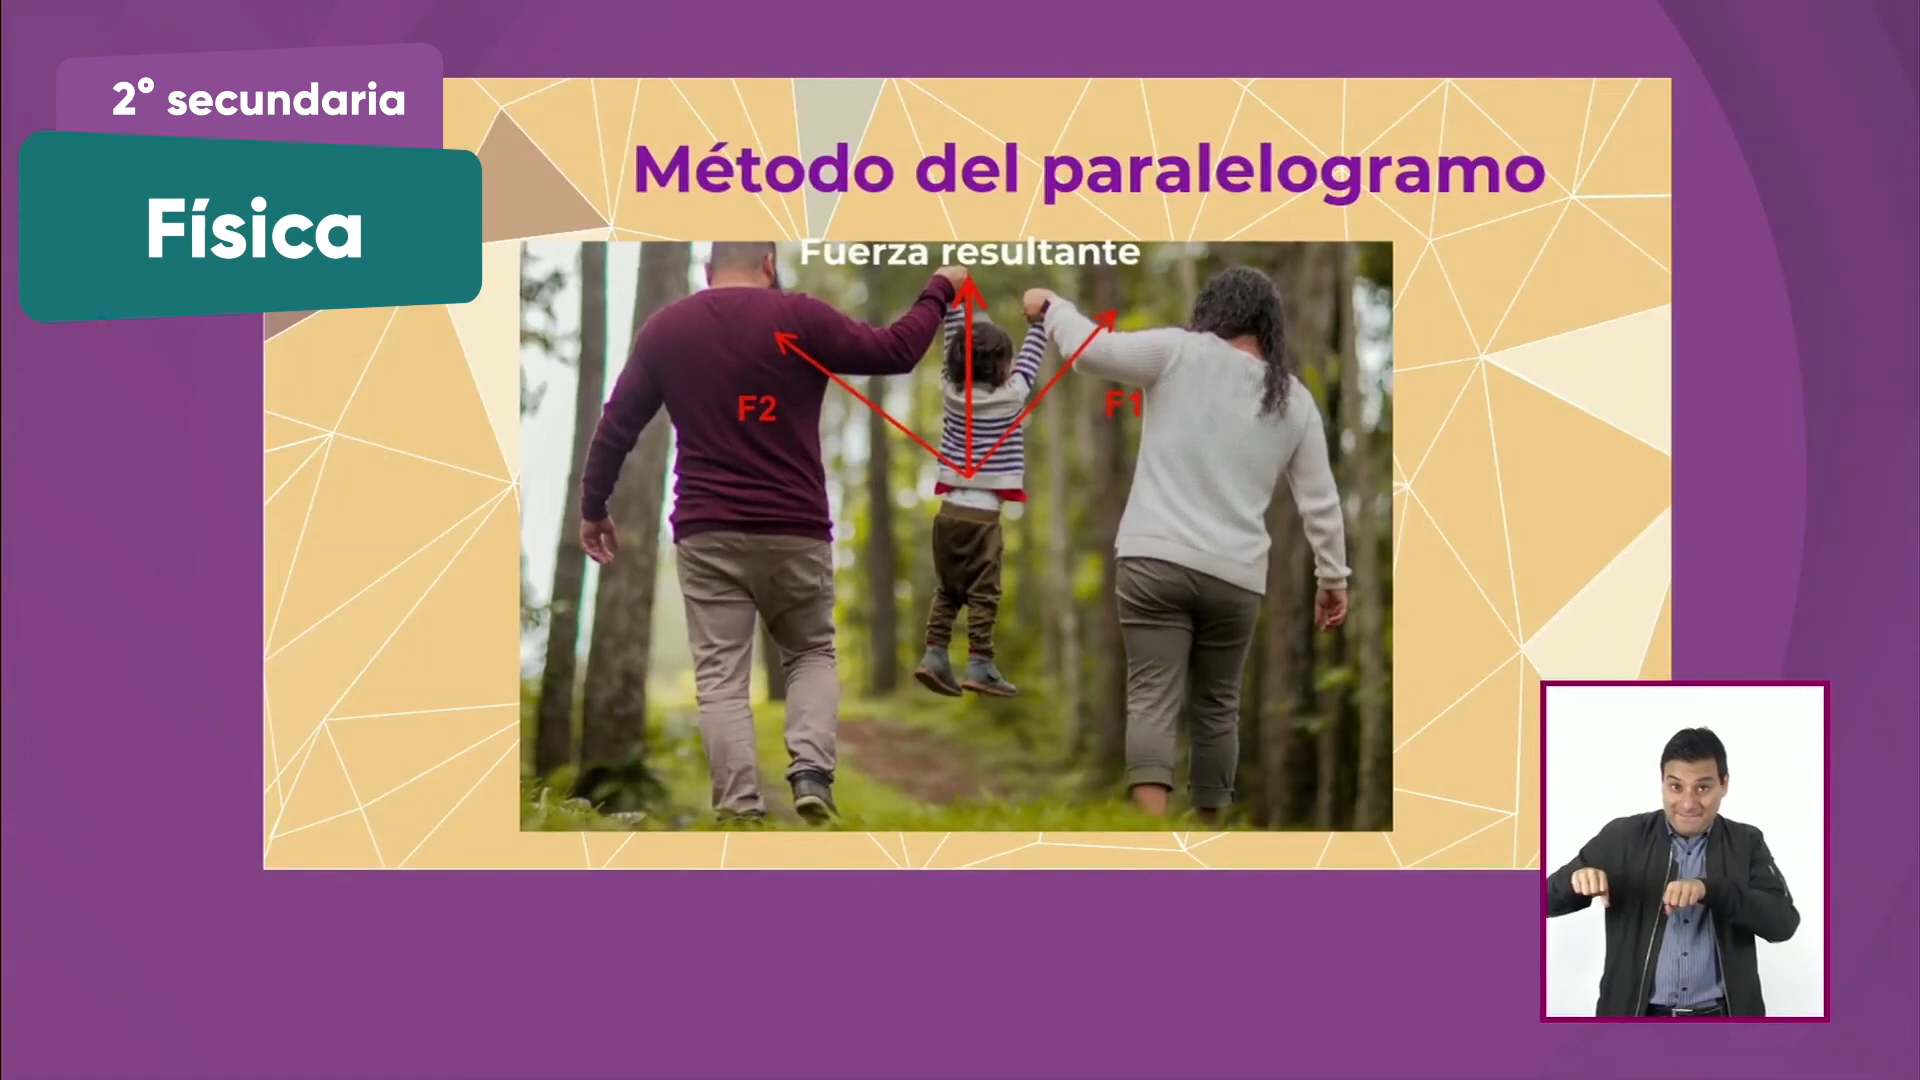 2° secundaria
Física
Método del paralelogramo
Fuerza resultante
F2
F1